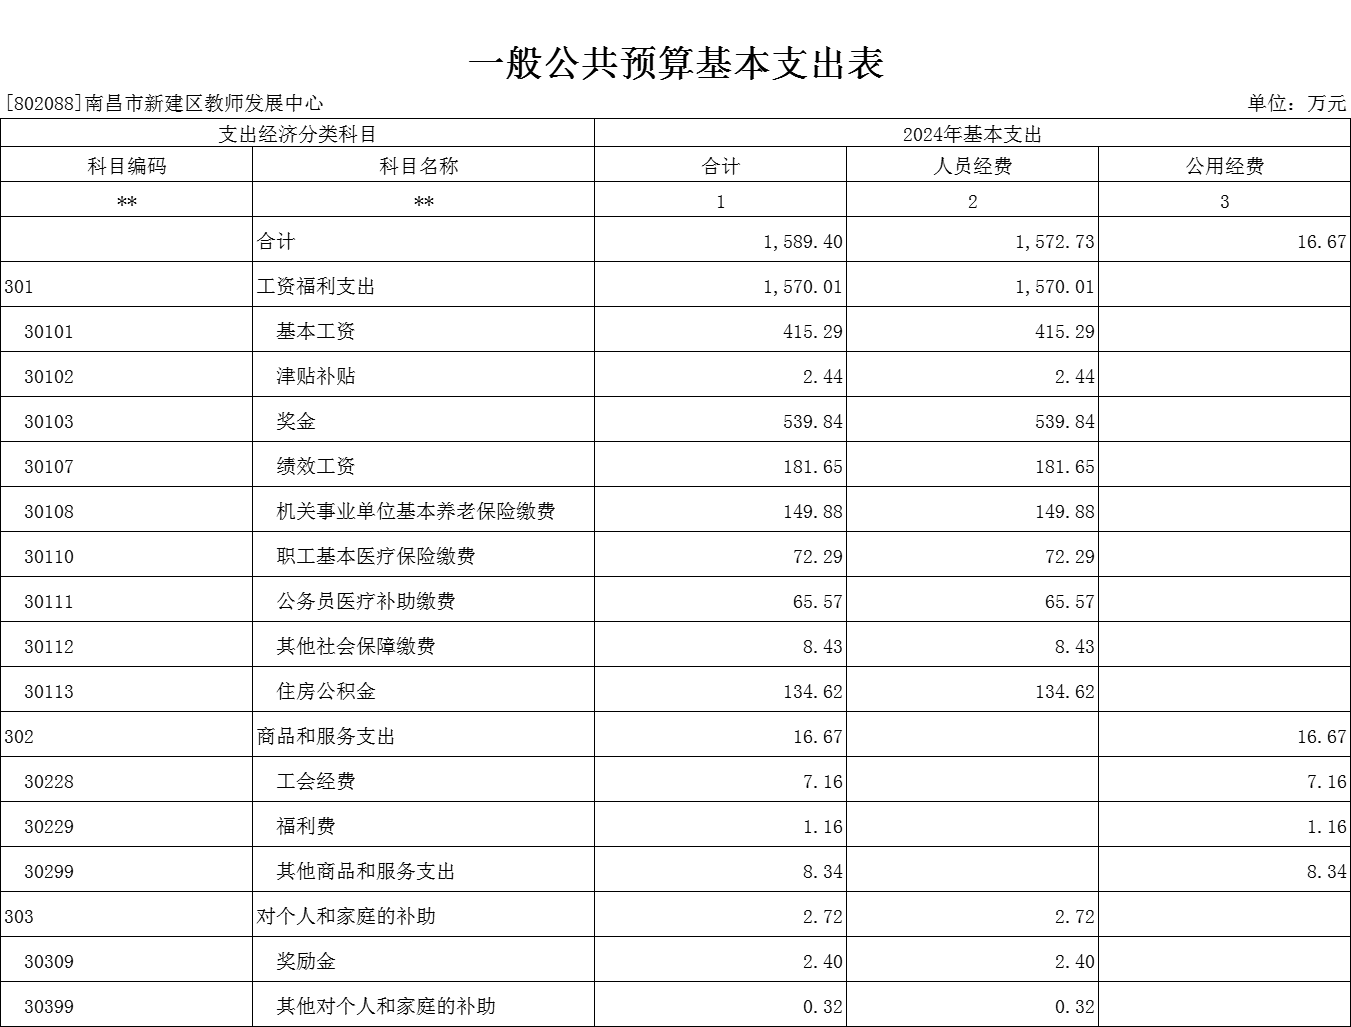 一般公共预算基本支出表
[802088]南昌市新建区教师发展中心 单位：万元
支出经济分类科目 2024年基本支出
科目编码 科目名称 合计 人员经费 公用经费
** ** 1 2 3
合计 1,589.40 1,572.73 16.67
301 工资福利支出 1,570.01 1,570.01
30101 基本工资 415.29 415.29
30102 津贴补贴 2.44 2.44
30103 奖金 539.84 539.84
30107 绩效工资 181.65 181.65
30108 机关事业单位基本养老保险缴费 149.88 149.88
30110 职工基本医疗保险缴费 72.29 72.29
30111 公务员医疗补助缴费 65.57 65.57
30112 其他社会保障缴费 8.43 8.43
30113 住房公积金 134.62 134.62
302 商品和服务支出 16.67 16.67
30228 工会经费 7.16 7.16
30229 福利费 1.16 1.16
30299 其他商品和服务支出 8.34 8.34
303 对个人和家庭的补助 2.72 2.72
30309 奖励金 2.40 2.40
30399 其他对个人和家庭的补助 0.32 0.32